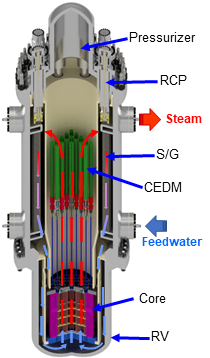 Pressurizer
RCP
Steam
S/G
CEDM
Feedwater
Core
RV